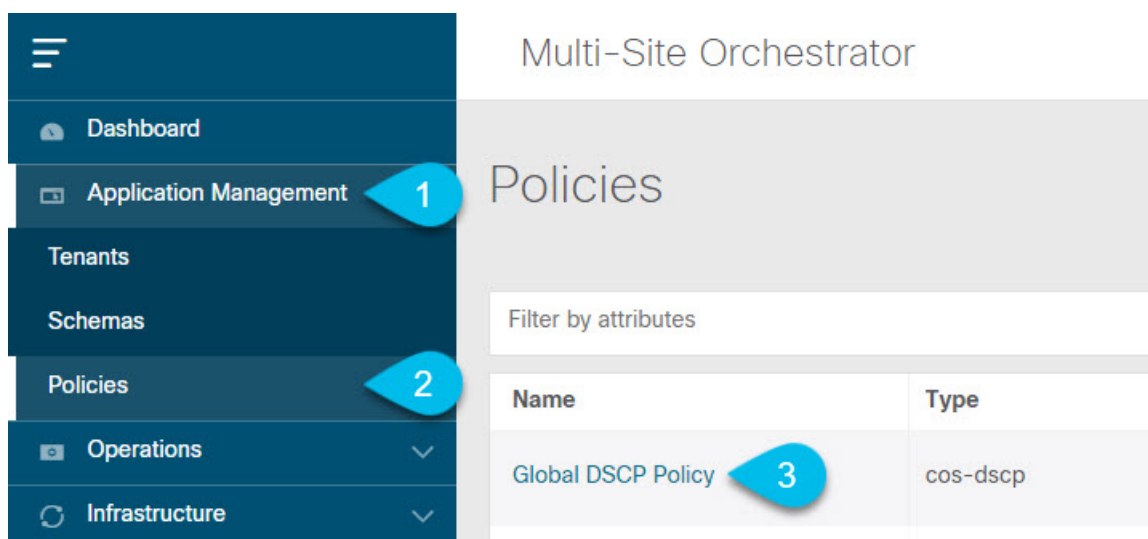 Multi-Site Orchestrator
Dashboard
Application Management 1
Tenants
Schemas
Policies 2
Operations
Infrastructure
Policies
Filter by attributes
Name Type
Global DSCP Policy 3 cos-dscp